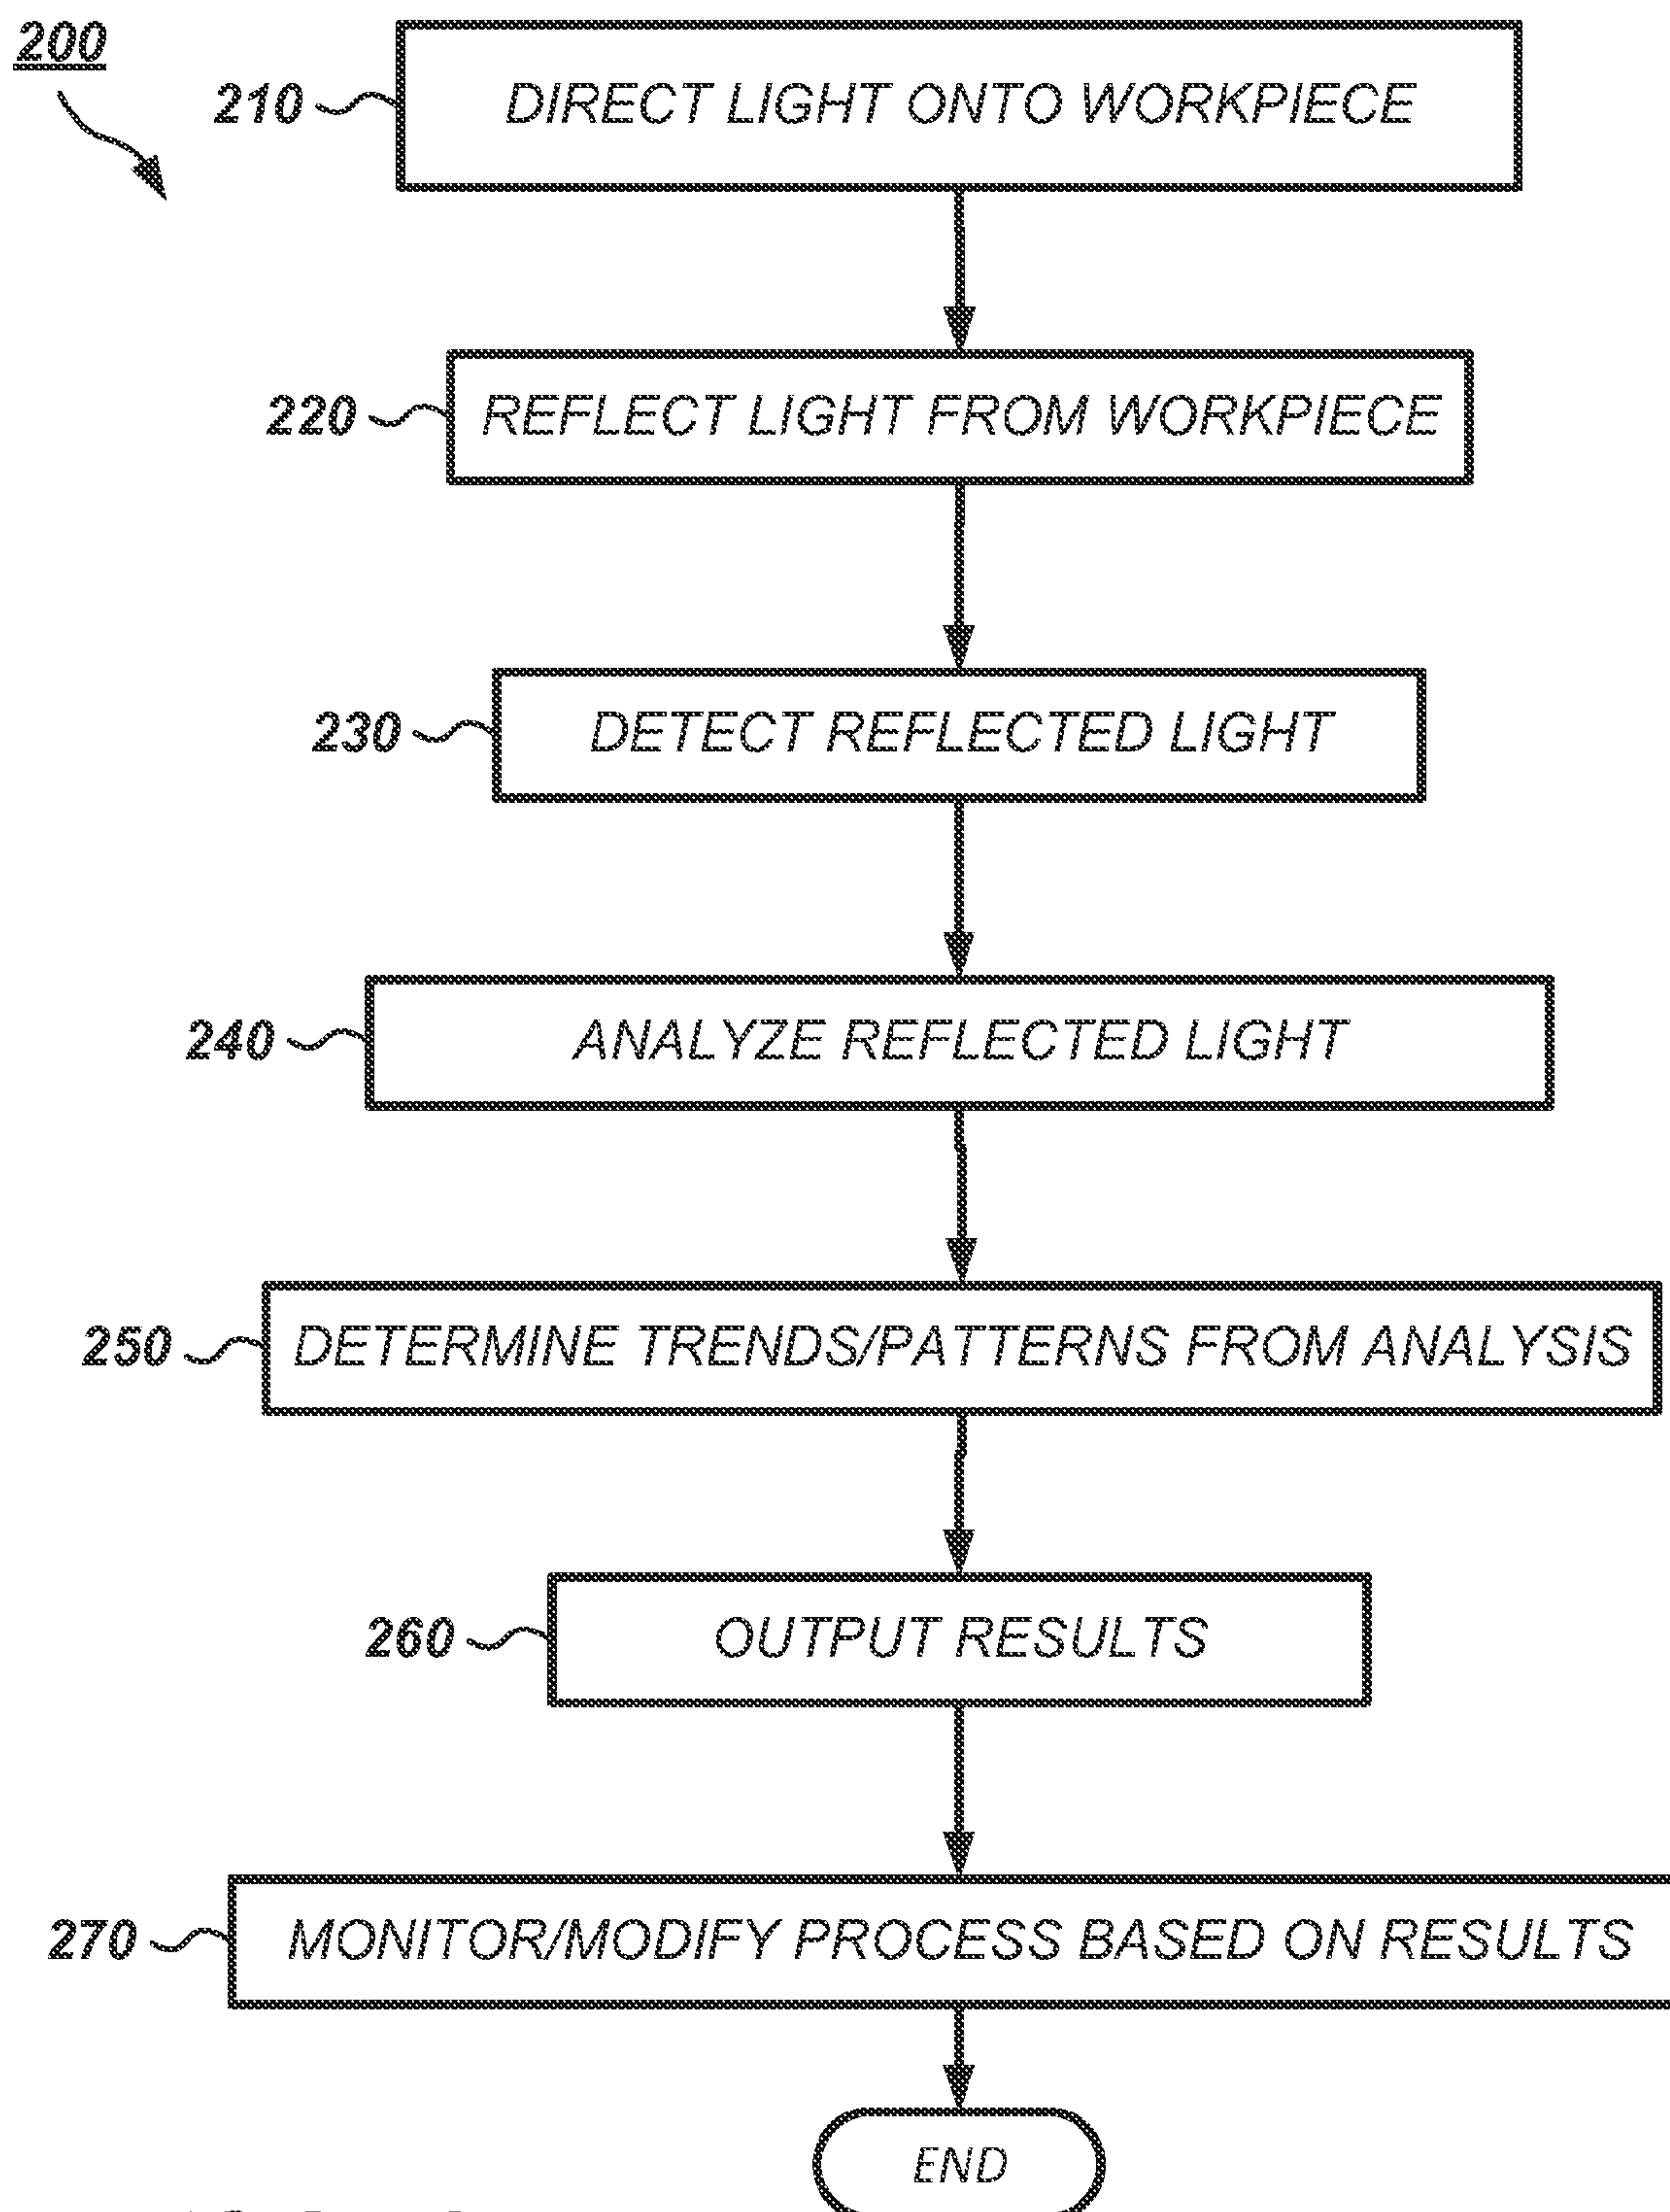 200
210 DIRECT LIGHT ONTO WORKPIECE
220 REFLECT LIGHT FROM WORKPIECE
230 DETECT REFLECTED LIGHT
240 ANALYZE REFLECTED LIGHT
250 DETERMINE TRENDS/PATTERNS FROM ANALYSIS
260 OUTPUT RESULTS
270 MONITOR/MODIFY PROCESS BASED ON RESULTS
END